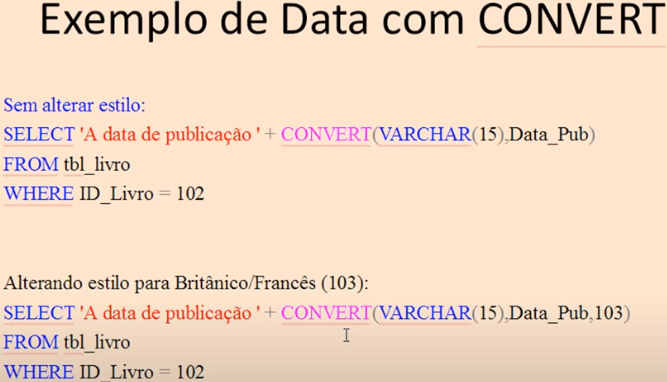 Exemplo de Data com CONVERT
Sem alterar estilo:
SELECT 'A data de publicação ' + CONVERT(VARCHAR(15),Data_Pub)
FROM tbl_livro
WHERE ID_Livro = 102
Alterando estilo para Britânico/Francês (103):
SELECT 'A data de publicação ' + CONVERT(VARCHAR(15),Data_Pub,103)
FROM tbl_livro
WHERE ID_Livro = 102